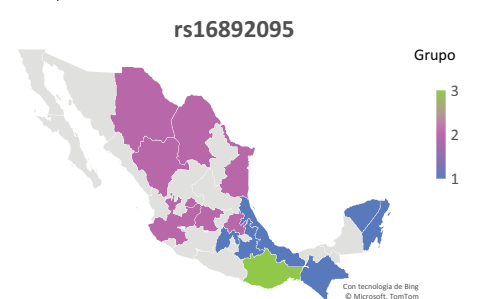 rs16892095
Grupo
3
2
1
Con tecnología de Bing
© Microsoft, TomTom